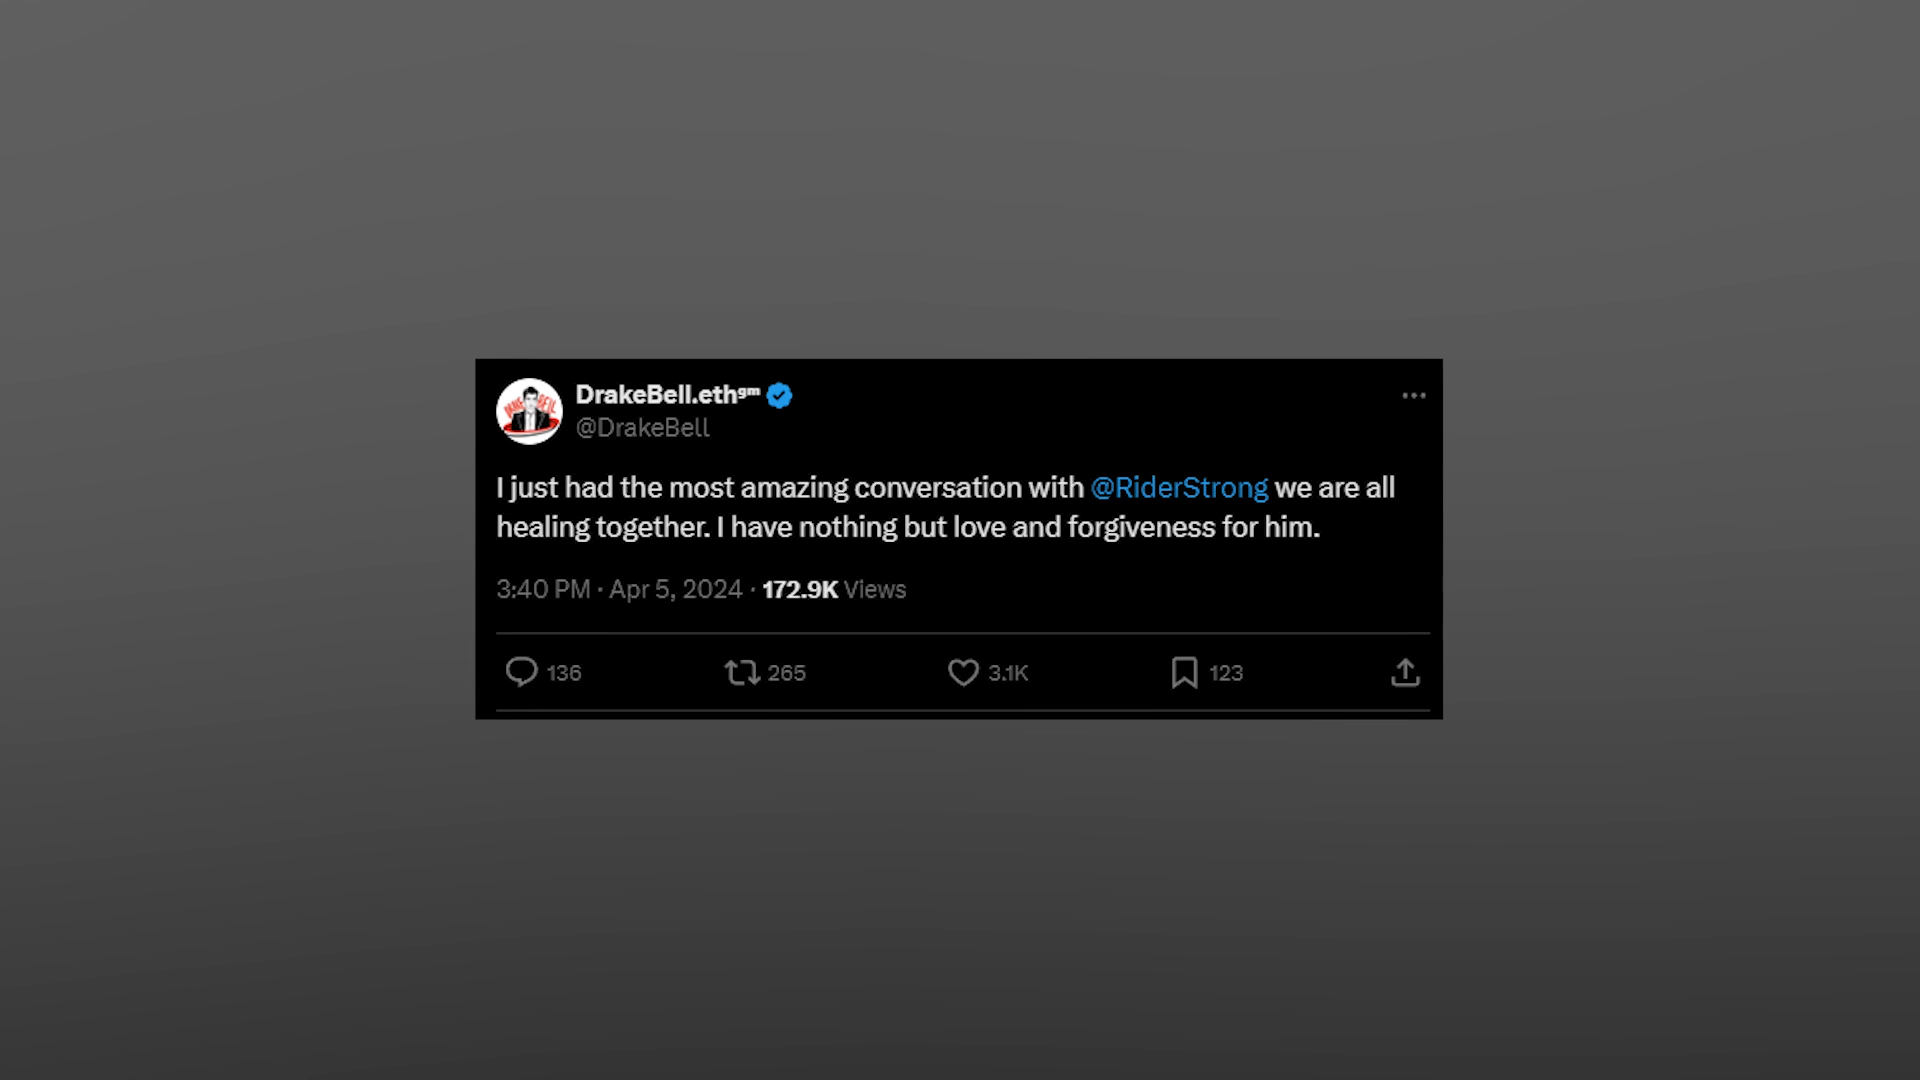 DrakeBell.ethᵍᵐ
@DrakeBell
I just had the most amazing conversation with @RiderStrong we are all
healing together. I have nothing but love and forgiveness for him.
3:40 PM · Apr 5, 2024 · 172.9K Views
136 265 3.1K 123